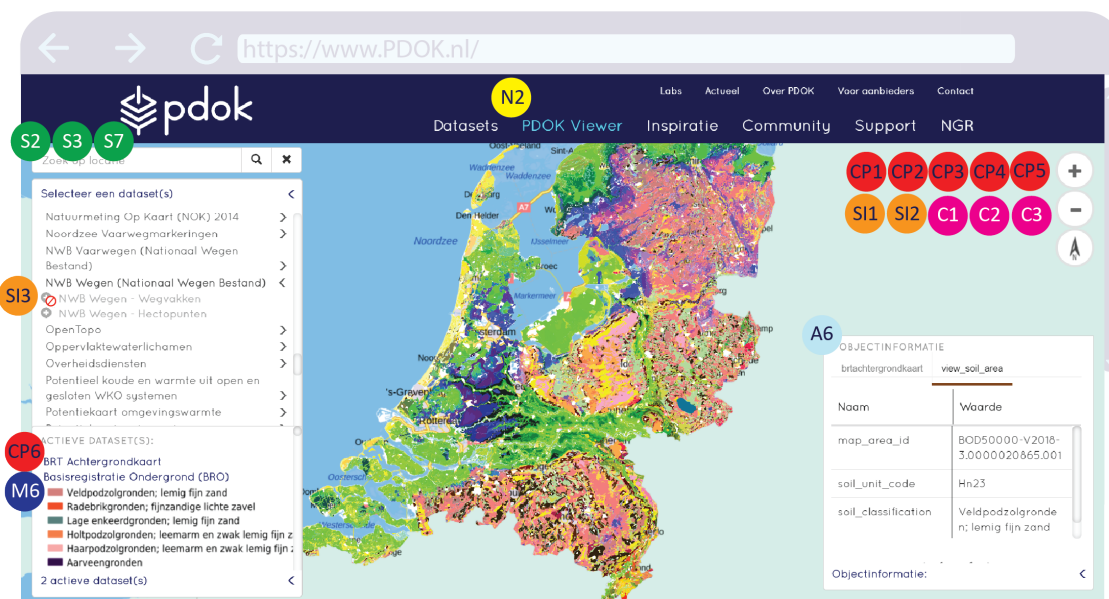 https://www.PDOK.nl/
pdok
N2
Labs Actueel Over PDOK Voor aanbieders Contact
Datasets PDOK Viewer Inspiratie Community Support NGR
S2 S3 S7
Zoek op locatie
CP1 CP2 CP3 CP4 CP5
SI1 SI2 C1 C2 C3
Selecteer een dataset(s)
Natuurmeting Op Kaart (NOK) 2014
Noordzee Vaarwegmarkeringen
NWB Vaarwegen (Nationaal Wegen
Bestand)
NWB Wegen (Nationaal Wegen Bestand)
SI3
NWB Wegen - Wegvakken
NWB Wegen - Hectopunten
OpenTopo
Oppervlaktewaterlichamen
Overheidsdiensten
Potentieel koude en warmte uit open en
gesloten WKO systemen
Potentiekaart omgevingswarmte
ACTIEVE DATASET(S):
CP6
BRT Achtergrondkaart
M6
Basisregistratie Ondergrond (BRO)
Veldpodzolgronden; lemig fijn zand
Radebrikgronden; fijnzandige lichte zavel
Lage enkeerdgronden; lemig fijn zand
Holtpodzolgronden; leemarm en zwak lemig fijn z
Haarpodzolgronden; leemarm en zwak lemig fijn z
Aarveengronden
2 actieve dataset(s)
Waddenzee
Den Helder
A7
Noordzee
IJsselmeer
Markermeer
's-Graven
Rotterda
A6
OBJECTINFORMATIE
brtachtergrondkaart view_soil_area
Naam Waarde
map_area_id BOD50000-V2018-
3.0000020865.001
soil_unit_code Hn23
soil_classification Veldpodzolgronde
n; lemig fijn zand
Objectinformatie: